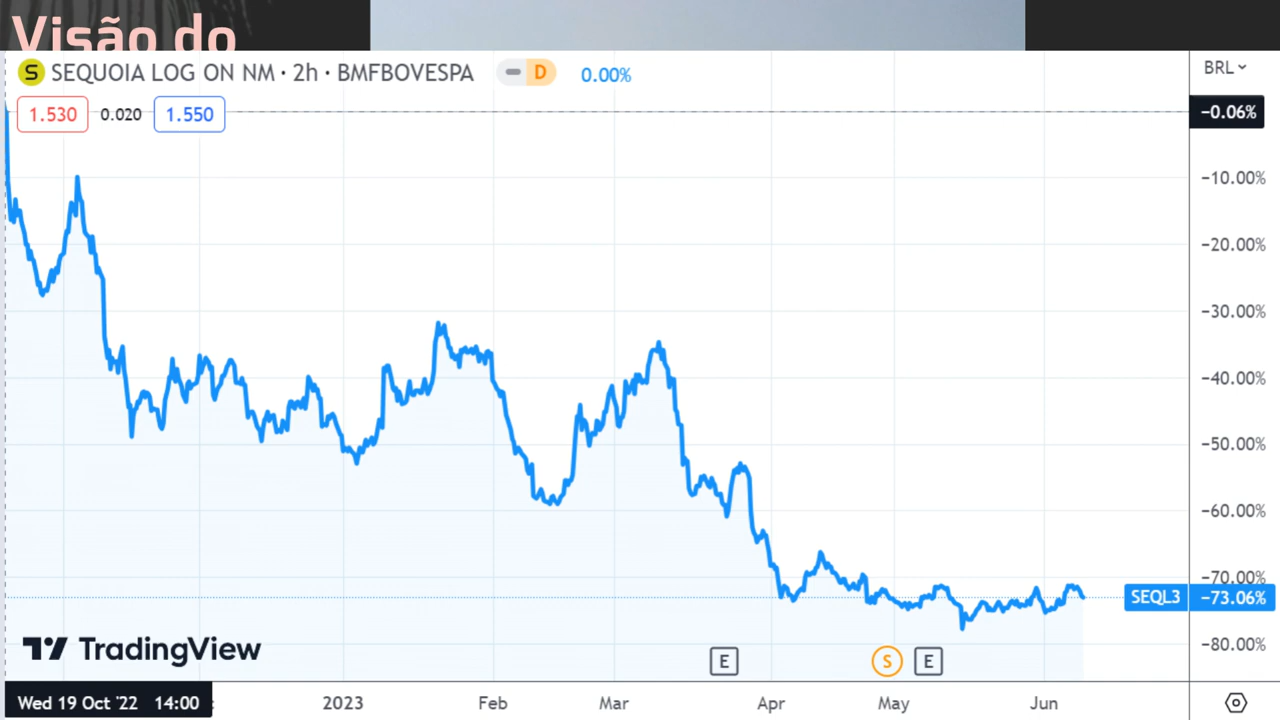 Visão do
S SEQUOIA LOG ON NM · 2h · BMFBOVESPA D 0.00% BRL
1.530 0.020 1.550
−0.06%
−10.00%
−20.00%
−30.00%
−40.00%
−50.00%
−60.00%
−70.00%
SEQL3 −73.06%
−80.00%
TradingView
E S E
Wed 19 Oct '22 14:00 2023 Feb Mar Apr May Jun